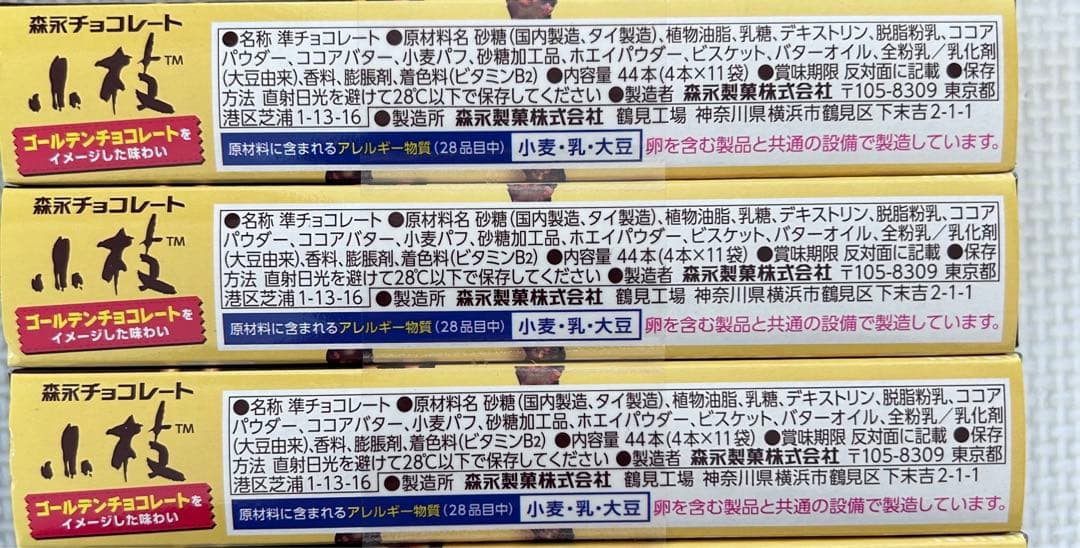 森永チョコレート
小枝™
ゴールデンチョコレートを
イメージした味わい
●名称 準チョコレート ●原材料名 砂糖(国内製造、タイ製造)、植物油脂、乳糖、デキストリン、脱脂粉乳、ココア
パウダー、ココアバター、小麦パフ、砂糖加工品、ホエイパウダー、ビスケット、バターオイル、全粉乳/乳化剤
(大豆由来)、香料、膨脹剤、着色料(ビタミンB2) ●内容量 44本(4本×11袋) ●賞味期限 反対面に記載 ●保存
方法 直射日光を避けて28℃以下で保存してください ●製造者 森永製菓株式会社 〒105-8309 東京都
港区芝浦1-13-16 ●製造所 森永製菓株式会社 鶴見工場 神奈川県横浜市鶴見区下末吉2-1-1
原材料に含まれるアレルギー物質(28品目中) 小麦・乳・大豆 卵を含む製品と共通の設備で製造しています。
森永チョコレート
小枝™
ゴールデンチョコレートを
イメージした味わい
●名称 準チョコレート ●原材料名 砂糖(国内製造、タイ製造)、植物油脂、乳糖、デキストリン、脱脂粉乳、ココア
パウダー、ココアバター、小麦パフ、砂糖加工品、ホエイパウダー、ビスケット、バターオイル、全粉乳/乳化剤
(大豆由来)、香料、膨脹剤、着色料(ビタミンB2) ●内容量 44本(4本×11袋) ●賞味期限 反対面に記載 ●保存
方法 直射日光を避けて28℃以下で保存してください ●製造者 森永製菓株式会社 〒105-8309 東京都
港区芝浦1-13-16 ●製造所 森永製菓株式会社 鶴見工場 神奈川県横浜市鶴見区下末吉2-1-1
原材料に含まれるアレルギー物質(28品目中) 小麦・乳・大豆 卵を含む製品と共通の設備で製造しています。
森永チョコレート
小枝™
ゴールデンチョコレートを
イメージした味わい
●名称 準チョコレート ●原材料名 砂糖(国内製造、タイ製造)、植物油脂、乳糖、デキストリン、脱脂粉乳、ココア
パウダー、ココアバター、小麦パフ、砂糖加工品、ホエイパウダー、ビスケット、バターオイル、全粉乳/乳化剤
(大豆由来)、香料、膨脹剤、着色料(ビタミンB2) ●内容量 44本(4本×11袋) ●賞味期限 反対面に記載 ●保存
方法 直射日光を避けて28℃以下で保存してください ●製造者 森永製菓株式会社 〒105-8309 東京都
港区芝浦1-13-16 ●製造所 森永製菓株式会社 鶴見工場 神奈川県横浜市鶴見区下末吉2-1-1
原材料に含まれるアレルギー物質(28品目中) 小麦・乳・大豆 卵を含む製品と共通の設備で製造しています。